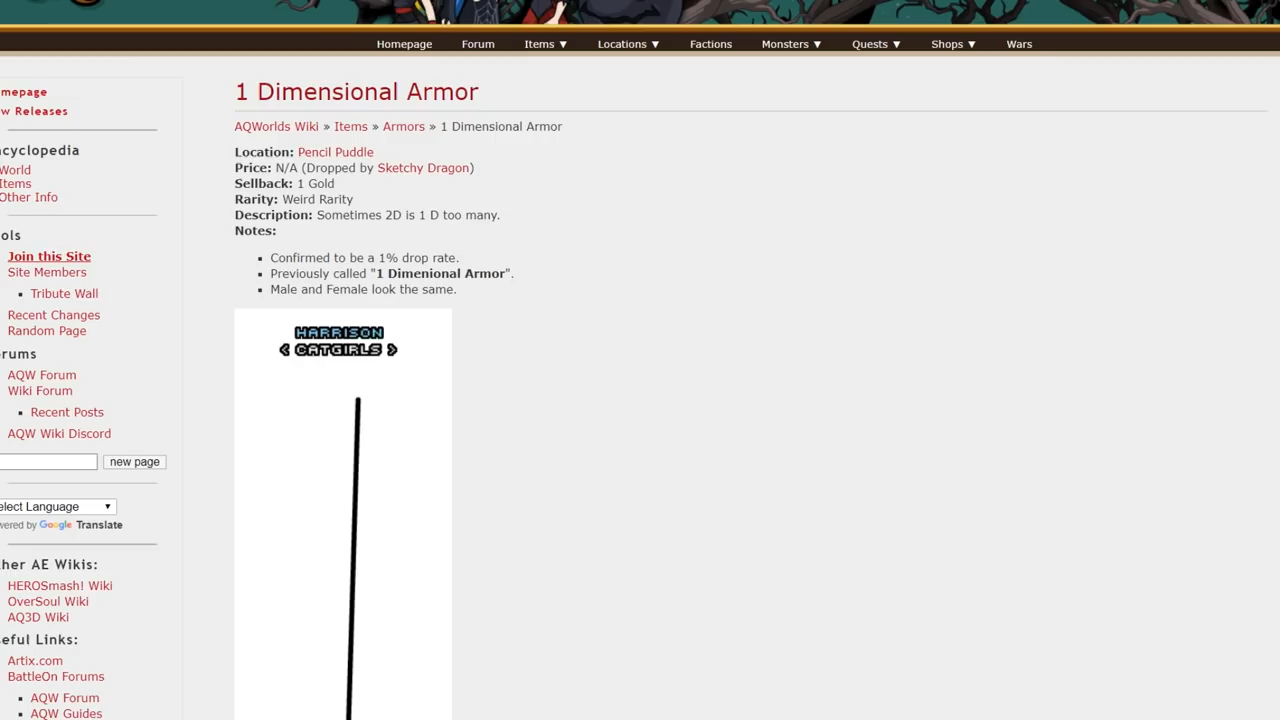 Homepage Forum Items ▼ Locations ▼ Factions Monsters ▼ Quests ▼ Shops ▼ Wars
mepage
w Releases
cyclopedia
World
Items
Other Info
ols
Join this Site
Site Members
Tribute Wall
Recent Changes
Random Page
rums
AQW Forum
Wiki Forum
Recent Posts
AQW Wiki Discord
new page
elect Language ▼
wered by Google Translate
her AE Wikis:
HEROSmash! Wiki
OverSoul Wiki
AQ3D Wiki
eful Links:
Artix.com
BattleOn Forums
AQW Forum
AQW Guides
1 Dimensional Armor
AQWorlds Wiki » Items » Armors » 1 Dimensional Armor
Location: Pencil Puddle
Price: N/A (Dropped by Sketchy Dragon)
Sellback: 1 Gold
Rarity: Weird Rarity
Description: Sometimes 2D is 1 D too many.
Notes:
Confirmed to be a 1% drop rate.
Previously called "1 Dimenional Armor".
Male and Female look the same.
HARRISON
< CATGIRLS >